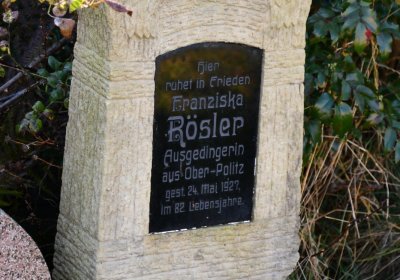 Hier
ruhet in Frieden
Franziska
Rösler
Ausgedingerin
aus Ober-Politz
gest. 24. Mai 1927,
im 82 Lebensjahre.